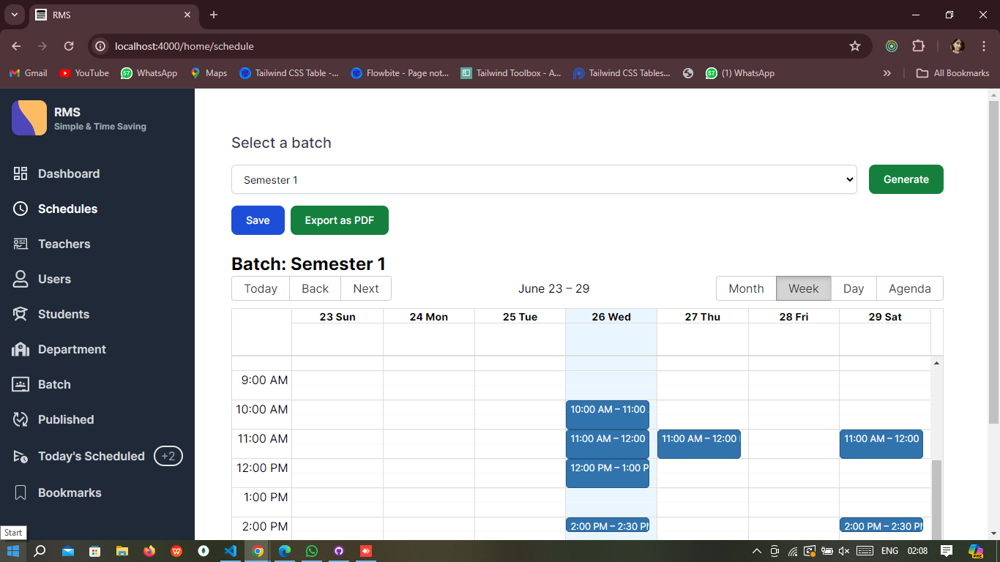 RMS
localhost:4000/home/schedule
Gmail YouTube WhatsApp Maps Tailwind CSS Table -... Flowbite - Page not... Tailwind Toolbox - A... Tailwind CSS Tables... (1) WhatsApp » All Bookmarks
RMS
Simple & Time Saving
Dashboard
Schedules
Teachers
Users
Students
Department
Batch
Published
Today's Scheduled +2
Bookmarks
Select a batch
Semester 1
Generate
Save Export as PDF
Batch: Semester 1
Today Back Next June 23 – 29 Month Week Day Agenda
23 Sun 24 Mon 25 Tue 26 Wed 27 Thu 28 Fri 29 Sat
9:00 AM
10:00 AM 10:00 AM – 11:00
11:00 AM 11:00 AM – 12:00 11:00 AM – 12:00 11:00 AM – 12:00
12:00 PM 12:00 PM – 1:00 P
1:00 PM
2:00 PM 2:00 PM – 2:30 PM 2:00 PM – 2:30 PM
Start
ENG 02:08